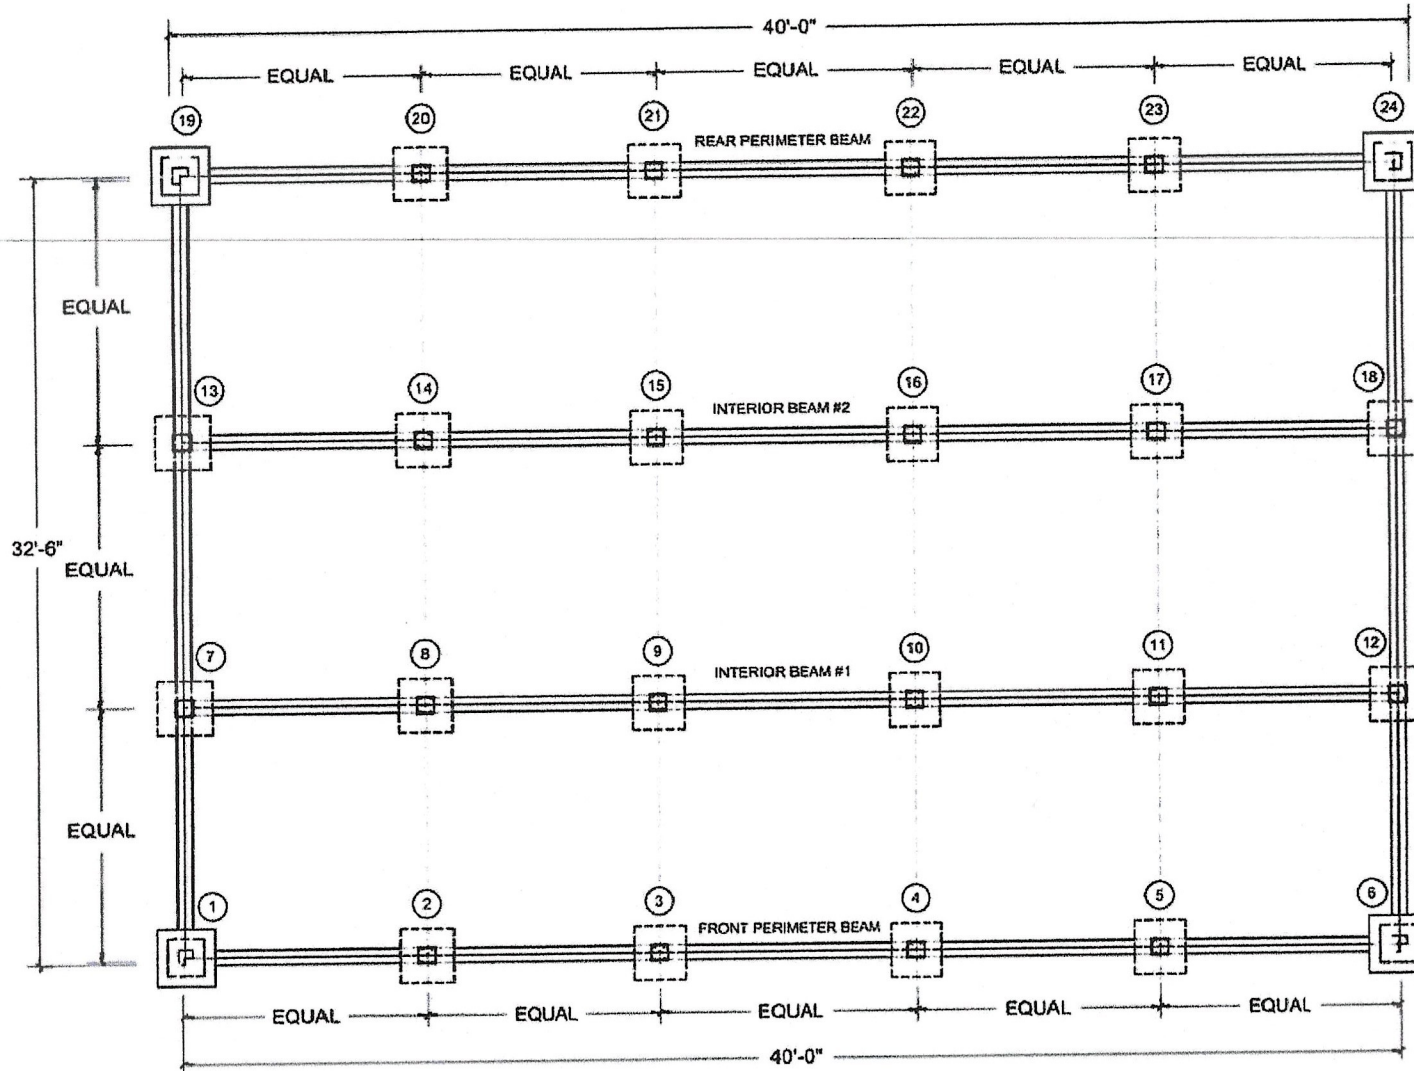 40'-0"
EQUAL EQUAL EQUAL EQUAL EQUAL
19 20 21 22 23 24
REAR PERIMETER BEAM
EQUAL
13 14 15 16 17 18
INTERIOR BEAM #2
32'-6"
EQUAL
7 8 9 10 11 12
INTERIOR BEAM #1
EQUAL
1 2 3 4 5 6
FRONT PERIMETER BEAM
EQUAL EQUAL EQUAL EQUAL EQUAL
40'-0"